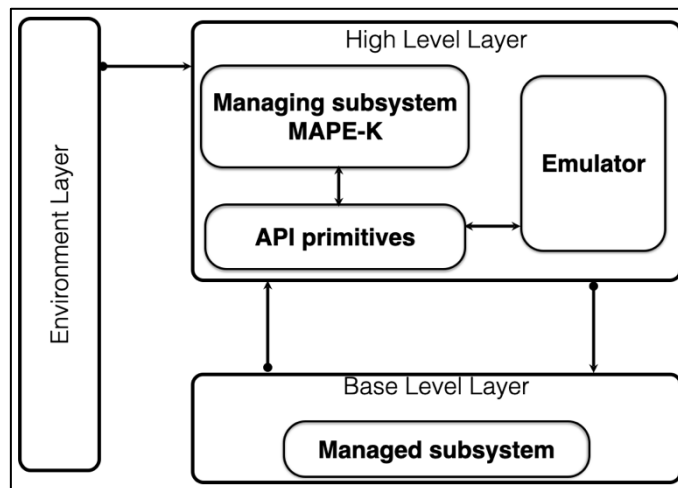 Environment Layer
High Level Layer
Managing subsystem
MAPE-K
Emulator
API primitives
Base Level Layer
Managed subsystem